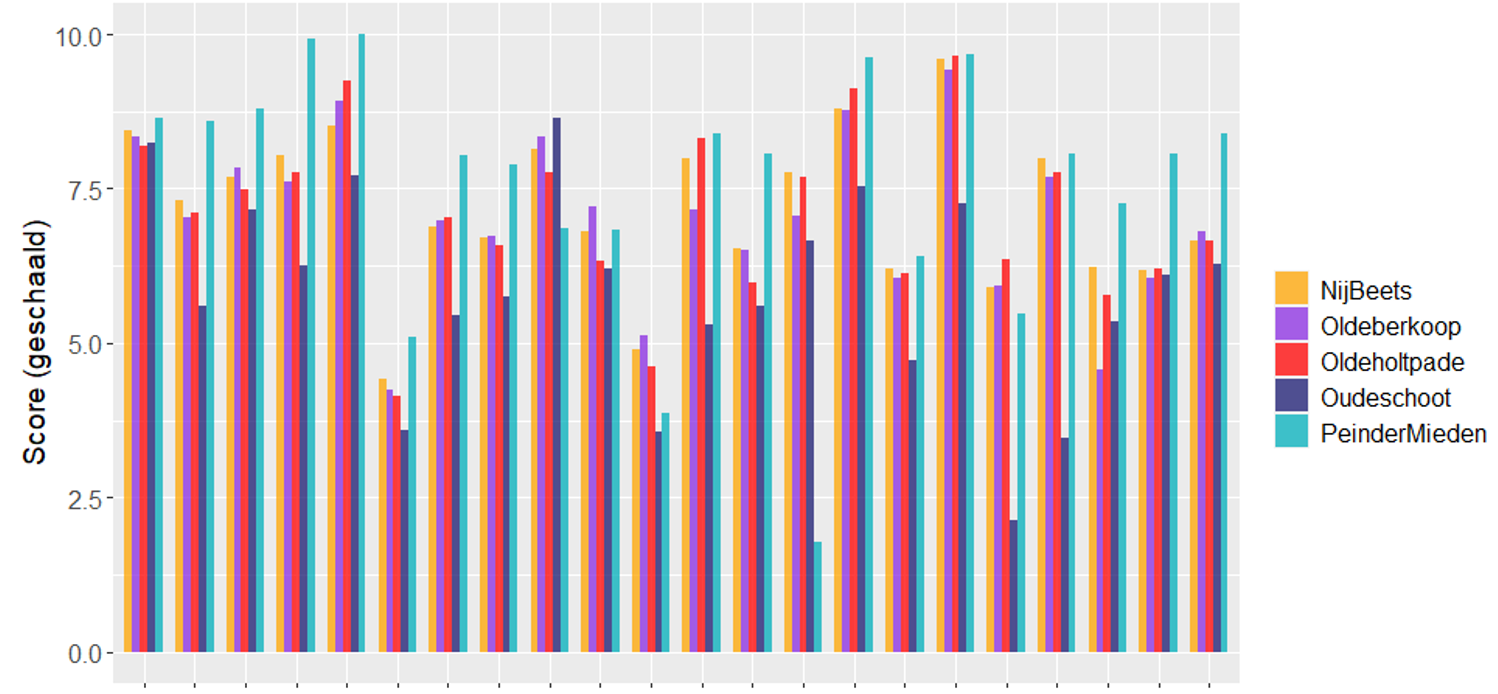 10.0
7.5
5.0
2.5
0.0
Score (geschaald)
NijBeets
Oldeberkoop
Oldeholtpade
Oudeschoot
PeinderMieden